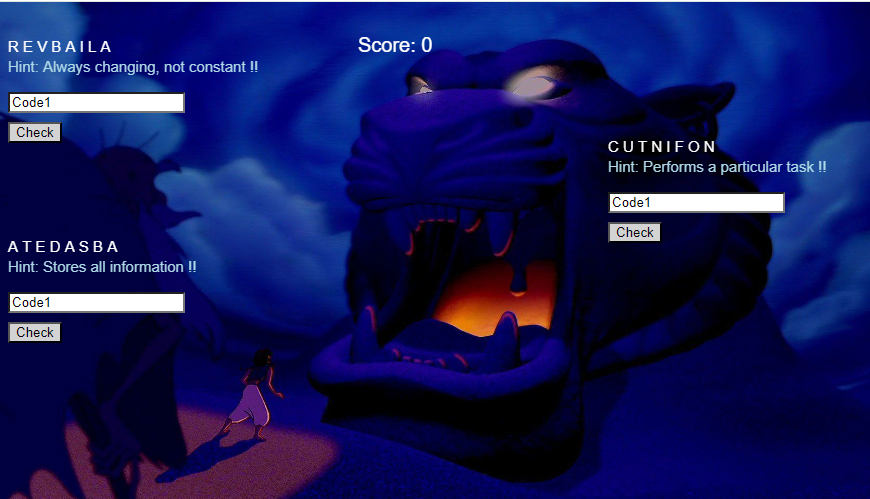 Score: 0
R E V B A I L A
Hint: Always changing, not constant !!
Code1
Check
C U T N I F O N
Hint: Performs a particular task !!
Code1
Check
A T E D A S B A
Hint: Stores all information !!
Code1
Check